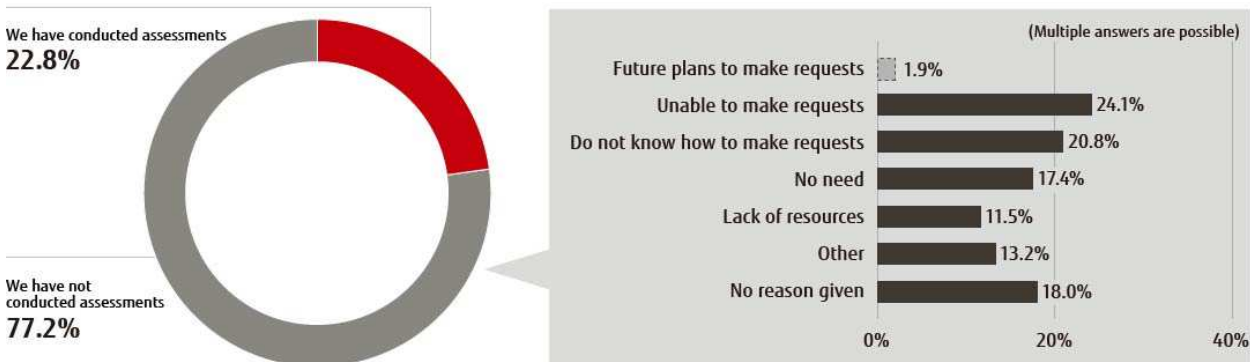 We have conducted assessments
22.8%
We have not
conducted assessments
77.2%
(Multiple answers are possible)
Future plans to make requests 1.9%
Unable to make requests 24.1%
Do not know how to make requests 20.8%
No need 17.4%
Lack of resources 11.5%
Other 13.2%
No reason given 18.0%
0% 20% 40%